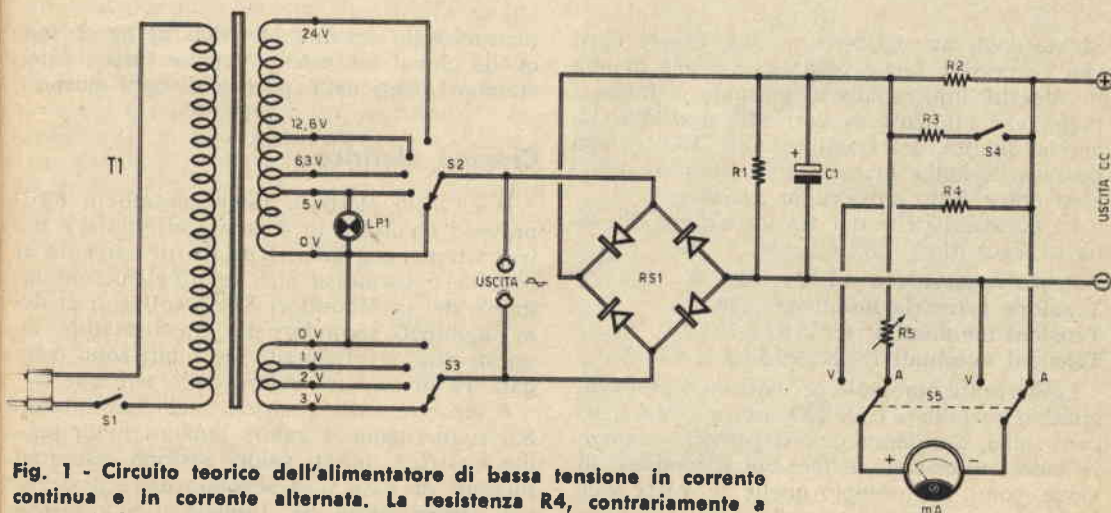 T1
24 V
12,6 V
6,3 V
5 V
0 V
LP1
S2
0 V
1 V
2 V
3 V
S3
S1
USCITA ~
RS1
R1
+
C1
R2
R3
S4
R4
R5
V
A
V
A
S5
+
-
mA
+
USCITA CC
-
Fig. 1 - Circuito teorico dell'alimentatore di bassa tensione in corrente
continua e in corrente alternata. La resistenza R4, contrariamente a